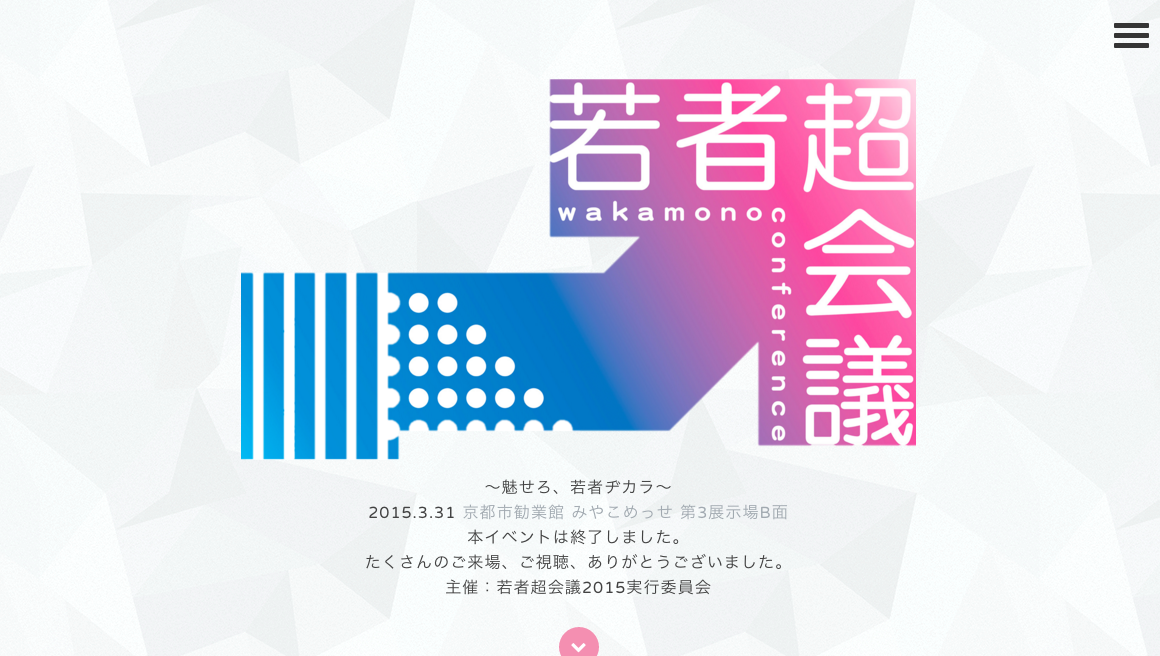 若者超会議
wakamono
conference
〜魅せろ、若者ヂカラ〜
2015.3.31 京都市勧業館 みやこめっせ 第3展示場B面
本イベントは終了しました。
たくさんのご来場、ご視聴、ありがとうございました。
主催：若者超会議2015実行委員会